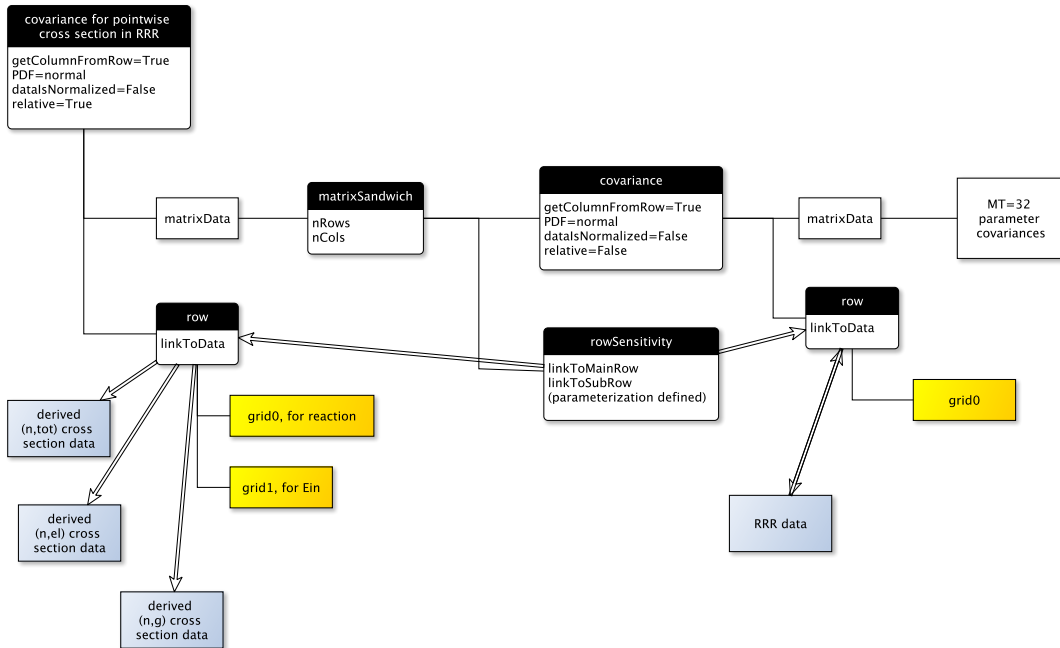 covariance for pointwise
cross section in RRR
getColumnFromRow=True
PDF=normal
dataIsNormalized=False
relative=True
matrixData
matrixSandwich
nRows
nCols
covariance
getColumnFromRow=True
PDF=normal
dataIsNormalized=False
relative=False
matrixData
MT=32
parameter
covariances
row
linkToData
rowSensitivity
linkToMainRow
linkToSubRow
(parameterization defined)
row
linkToData
derived
(n,tot) cross
section data
grid0, for reaction
grid0
grid1, for Ein
derived
(n,el) cross
section data
RRR data
derived
(n,g) cross
section data